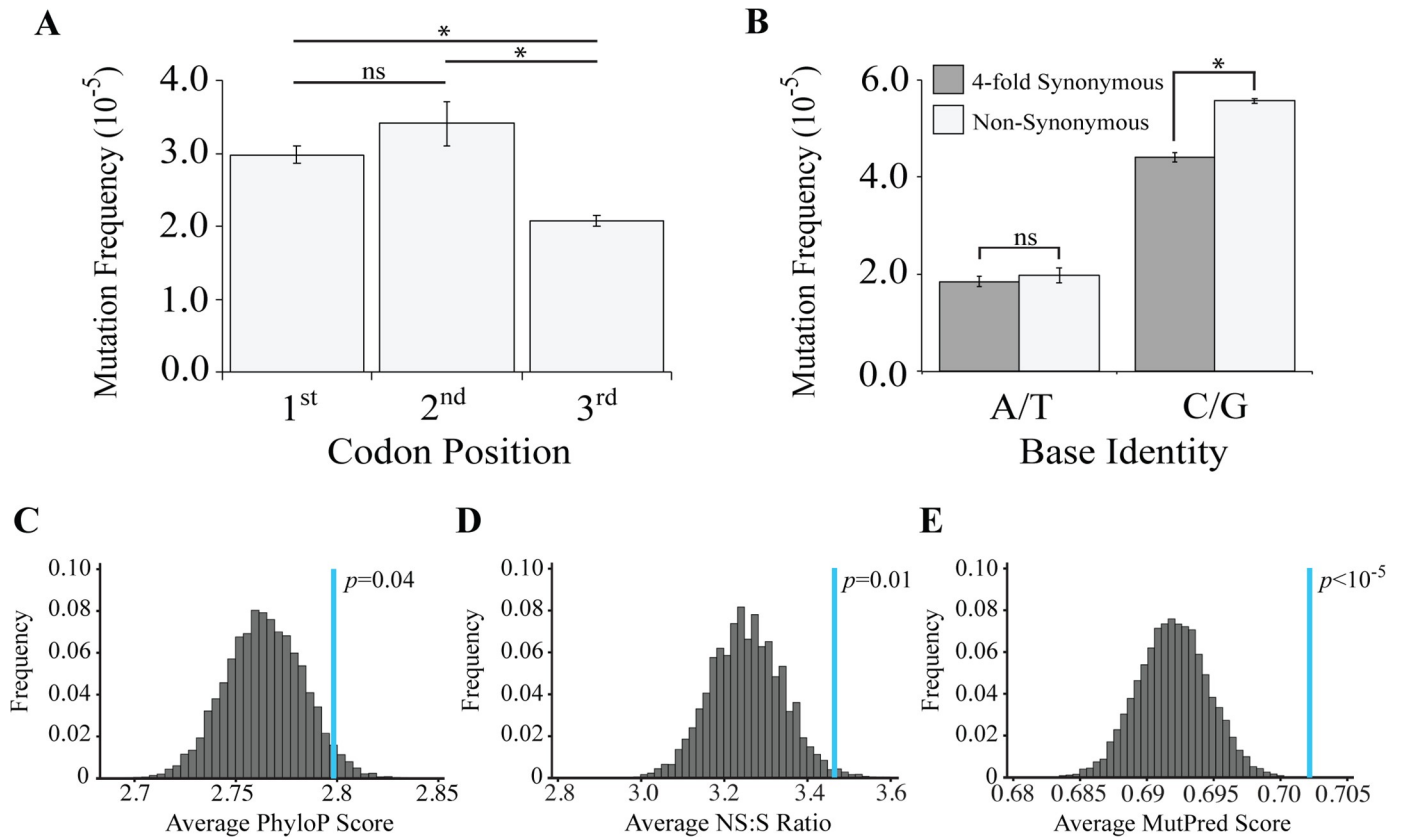 A
Mutation Frequency (10⁻⁵)
4.0
3.0
2.0
1.0
0.0
*
*
ns
1ˢᵗ
2ⁿᵈ
3ʳᵈ
Codon Position
B
Mutation Frequency (10⁻⁵)
6.0
4.0
2.0
0.0
4-fold Synonymous
Non-Synonymous
*
ns
A/T
C/G
Base Identity
C
Frequency
0.10
0.08
0.06
0.04
0.02
0
p=0.04
2.7 2.75 2.8 2.85
Average PhyloP Score
D
Frequency
0.10
0.08
0.06
0.04
0.02
0
p=0.01
2.8 3.0 3.2 3.4 3.6
Average NS:S Ratio
E
Frequency
0.10
0.08
0.06
0.04
0.02
0
p<10⁻⁵
0.68 0.685 0.69 0.695 0.70 0.705
Average MutPred Score